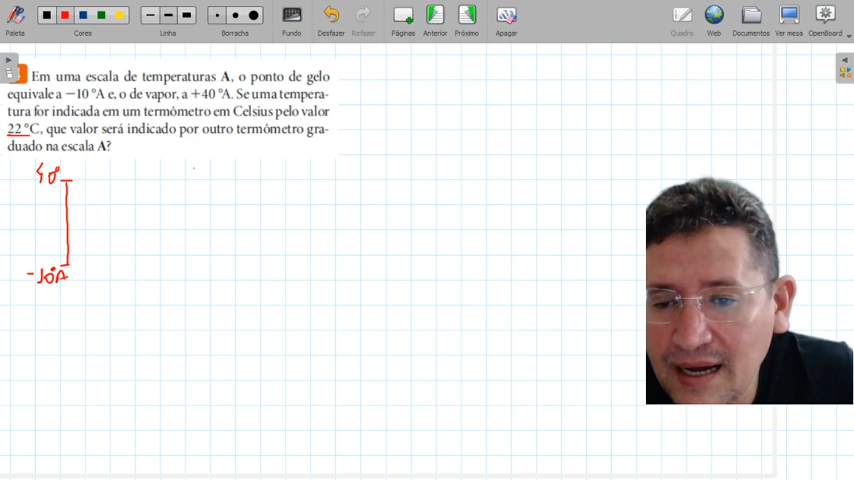 Paleta
Cores
Linha
Borracha
Fundo
Desfazer
Refazer
Páginas
Anterior
Próximo
Apagar
Quadro
Web
Documentos
Ver mesa
OpenBoard
Em uma escala de temperaturas A, o ponto de gelo
equivale a −10 °A e, o de vapor, a +40 °A. Se uma tempera-
tura for indicada em um termômetro em Celsius pelo valor
22 °C, que valor será indicado por outro termômetro gra-
duado na escala A?
40°
-10°A